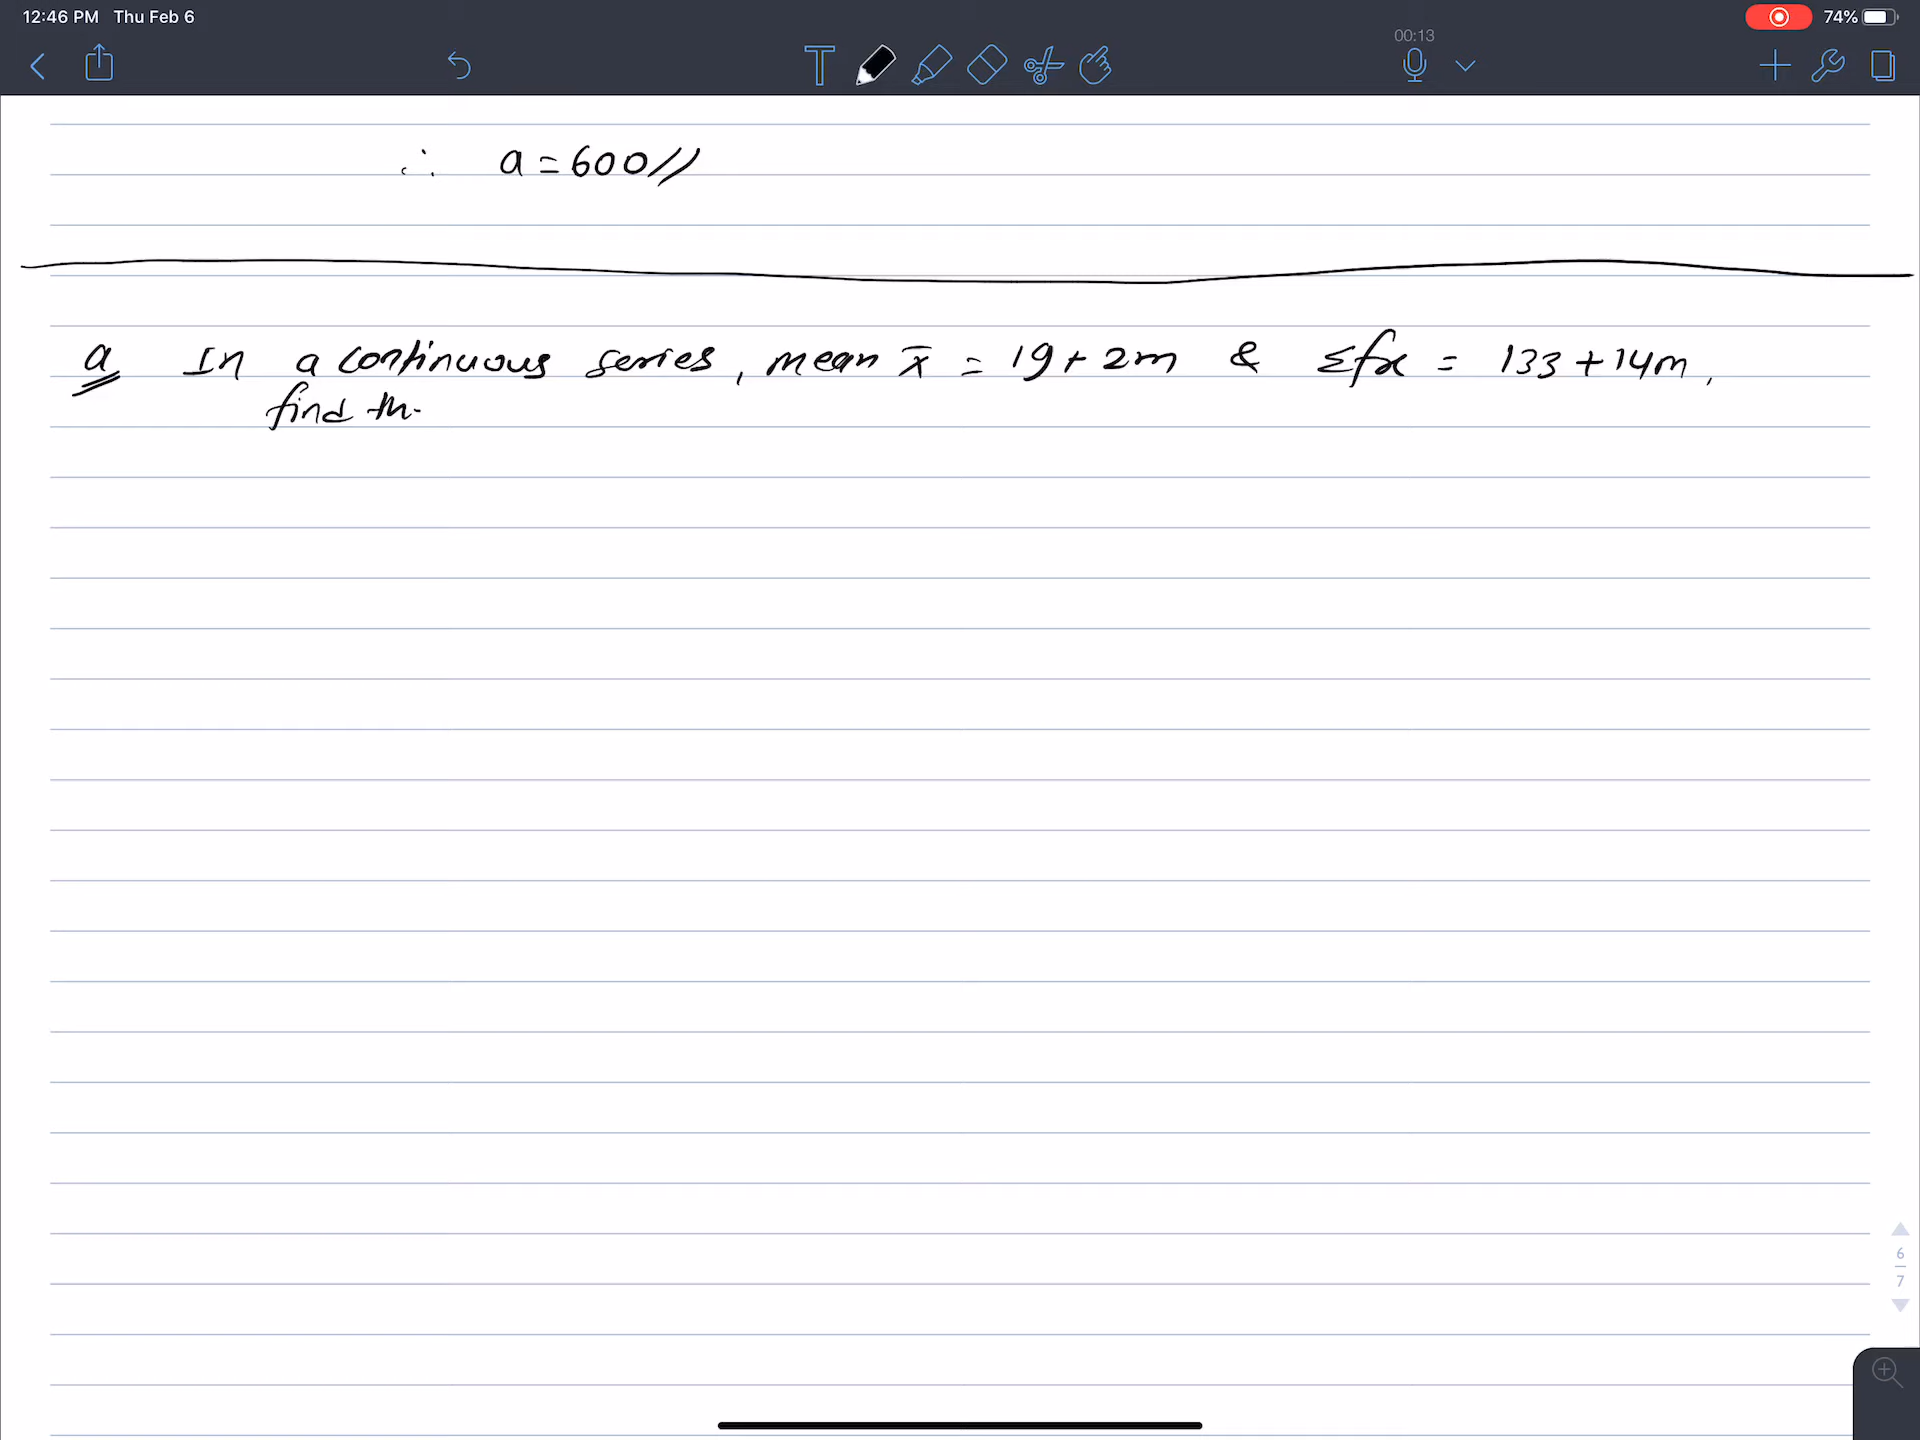 12:46 PM Thu Feb 6
74%
00:13
T
∴ a = 600//
a In a continuous series, mean x̄ = 19 + 2m & Σfx = 133 + 14m,
find th
6
7